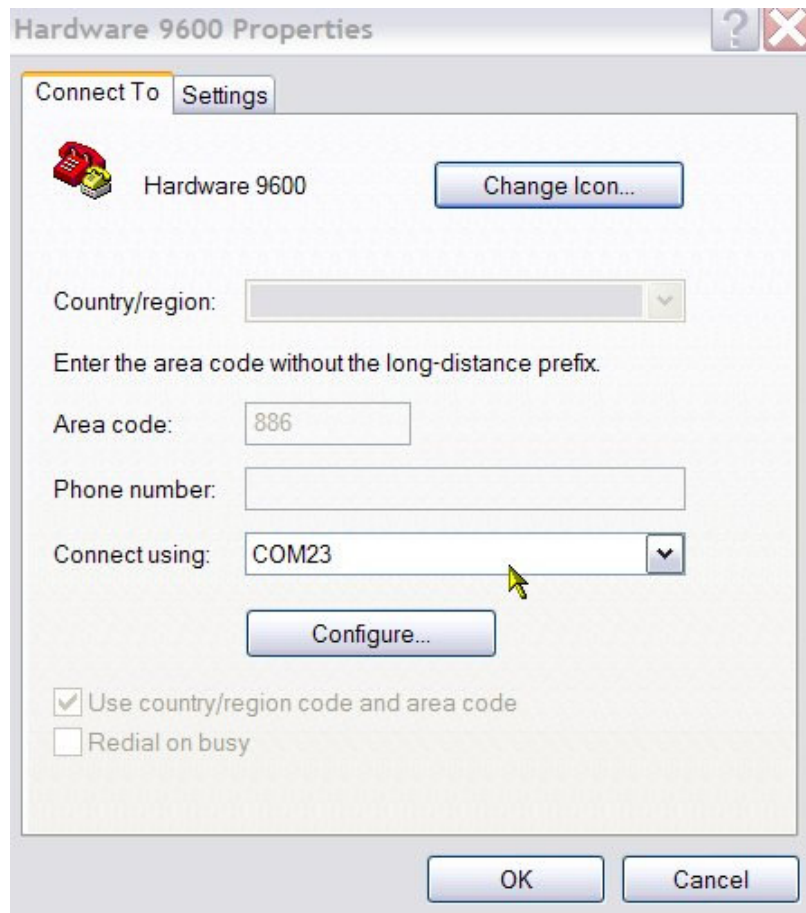 Hardware 9600 Properties
Connect To Settings
Hardware 9600 Change Icon...
Country/region:
Enter the area code without the long-distance prefix.
Area code: 886
Phone number:
Connect using: COM23
Configure...
Use country/region code and area code
Redial on busy
OK Cancel